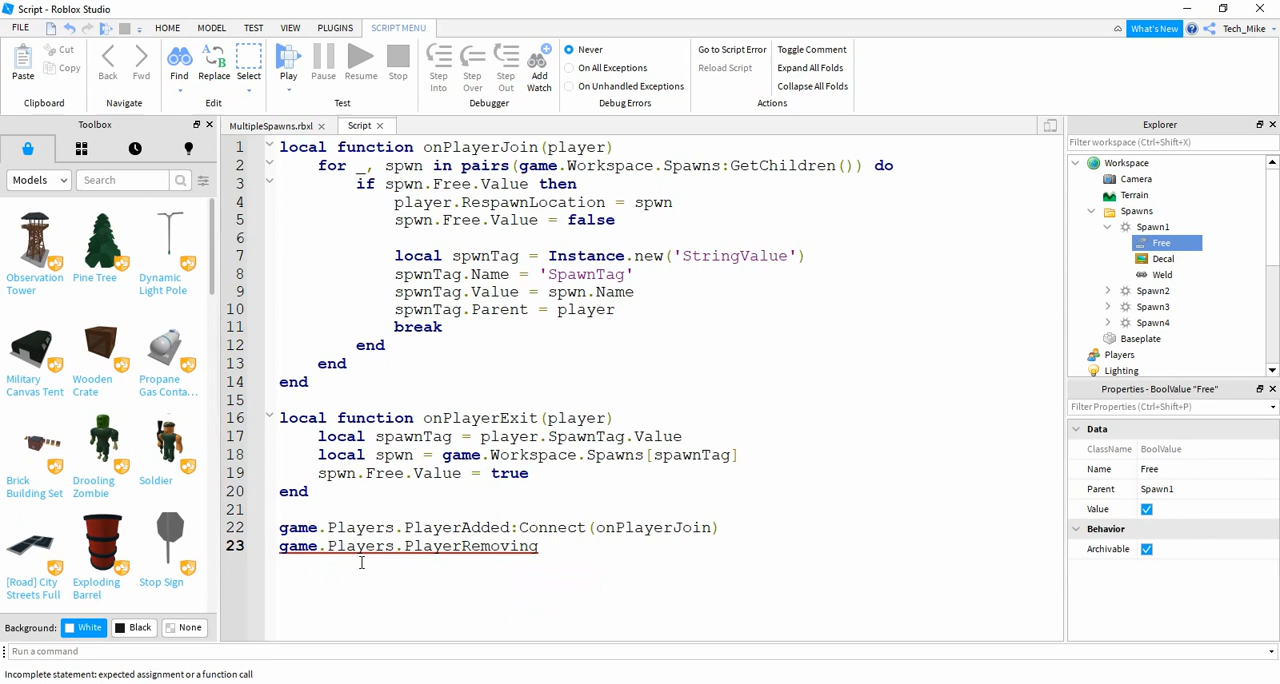 Script - Roblox Studio
FILE HOME MODEL TEST VIEW PLUGINS SCRIPT MENU What's New Tech_Mike
Paste Cut Copy Back Fwd Find Replace Select Play Pause Resume Stop Step Into Step Over Step Out Add Watch
Never
On All Exceptions
On Unhandled Exceptions
Go to Script Error Toggle Comment
Reload Script Expand All Folds
Collapse All Folds
Clipboard Navigate Edit Test Debugger Debug Errors Actions
Toolbox
Models Search
Observation Tower
Pine Tree
Dynamic Light Pole
Military Canvas Tent
Wooden Crate
Propane Gas Conta...
Brick Building Set
Drooling Zombie
Soldier
[Road] City Streets Full
Exploding Barrel
Stop Sign
Background: White Black None
MultipleSpawns.rbxl Script
1 local function onPlayerJoin(player)
2 for _, spwn in pairs(game.Workspace.Spawns:GetChildren()) do
3 if spwn.Free.Value then
4 player.RespawnLocation = spwn
5 spwn.Free.Value = false
6
7 local spwnTag = Instance.new('StringValue')
8 spwnTag.Name = 'SpawnTag'
9 spwnTag.Value = spwn.Name
10 spwnTag.Parent = player
11 break
12 end
13 end
14 end
15
16 local function onPlayerExit(player)
17 local spawnTag = player.SpawnTag.Value
18 local spwn = game.Workspace.Spawns[spawnTag]
19 spwn.Free.Value = true
20 end
21
22 game.Players.PlayerAdded:Connect(onPlayerJoin)
23 game.Players.PlayerRemoving
Explorer
Filter workspace (Ctrl+Shift+X)
Workspace
Camera
Terrain
Spawns
Spawn1
Free
Decal
Weld
Spawn2
Spawn3
Spawn4
Baseplate
Players
Lighting
Properties - BoolValue "Free"
Filter Properties (Ctrl+Shift+P)
Data
ClassName BoolValue
Name Free
Parent Spawn1
Value
Behavior
Archivable
Run a command
Incomplete statement: expected assignment or a function call